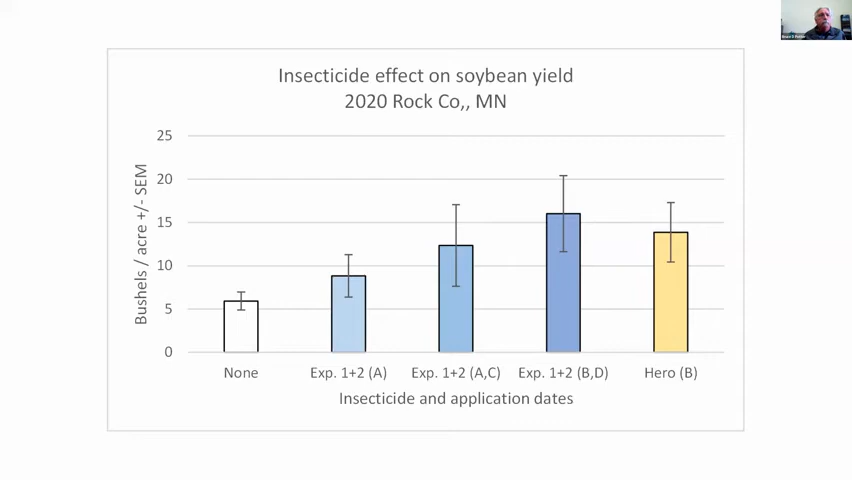 Insecticide effect on soybean yield
2020 Rock Co,, MN
25
20
15
10
5
0
Bushels / acre +/- SEM
None
Exp. 1+2 (A)
Exp. 1+2 (A,C)
Exp. 1+2 (B,D)
Hero (B)
Insecticide and application dates